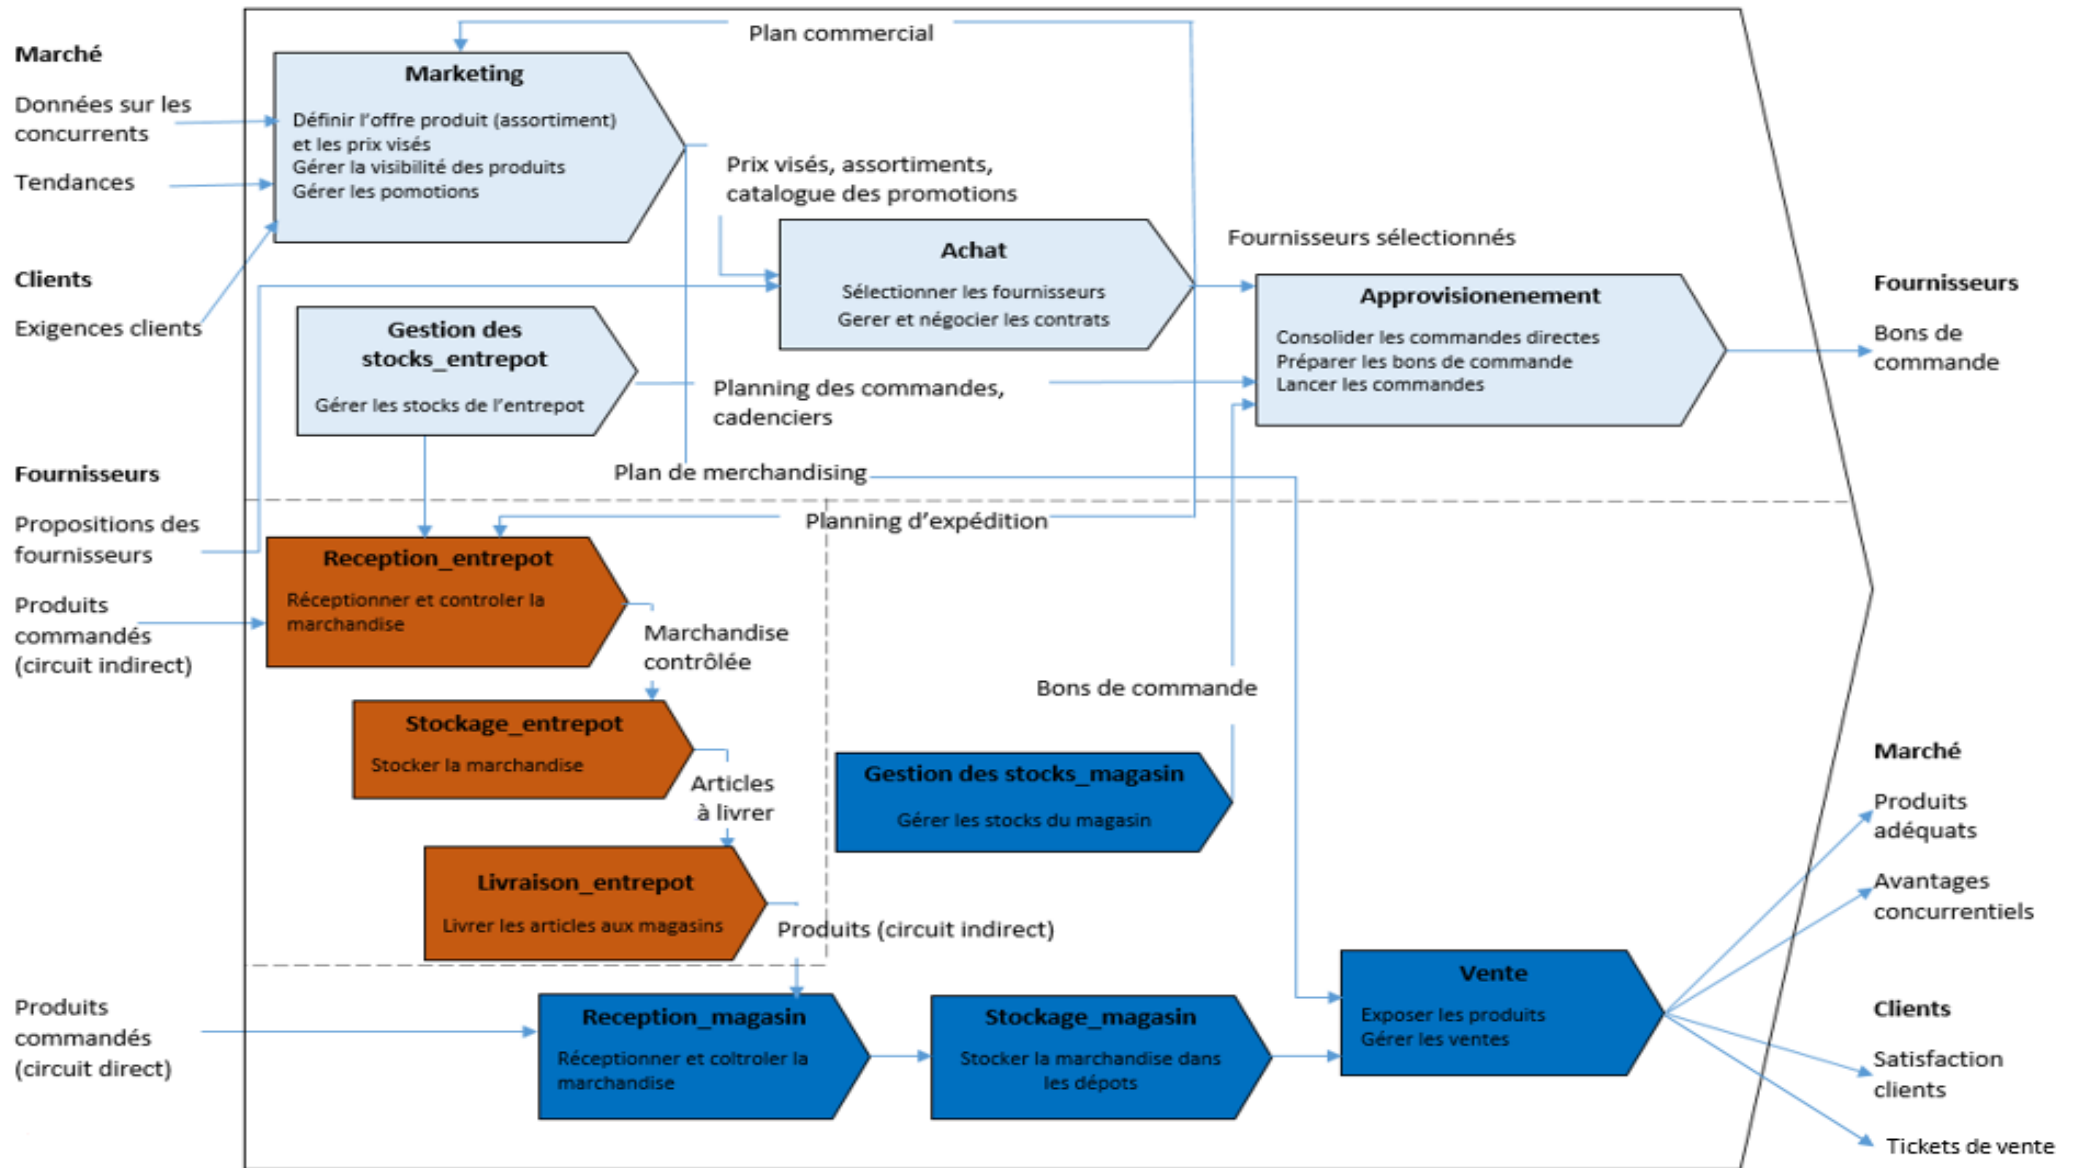 Plan commercial
Marché
Données sur les
concurrents
Tendances
Clients
Exigences clients
Fournisseurs
Propositions des
fournisseurs
Produits
commandés
(circuit indirect)
Produits
commandés
(circuit direct)
Marketing
Définir l'offre produit (assortiment)
et les prix visés
Gérer la visibilité des produits
Gérer les pomotions
Prix visés, assortiments,
catalogue des promotions
Achat
Sélectionner les fournisseurs
Gerer et négocier les contrats
Fournisseurs sélectionnés
Approvisionenement
Consolider les commandes directes
Préparer les bons de commande
Lancer les commandes
Fournisseurs
Bons de
commande
Gestion des
stocks_entrepot
Gérer les stocks de l'entrepot
Planning des commandes,
cadenciers
Plan de merchandising
Planning d'expédition
Reception_entrepot
Réceptionner et controler la
marchandise
Marchandise
contrôlée
Stockage_entrepot
Stocker la marchandise
Articles
à livrer
Livraison_entrepot
Livrer les articles aux magasins
Produits (circuit indirect)
Bons de commande
Gestion des stocks_magasin
Gérer les stocks du magasin
Reception_magasin
Réceptionner et coltroler la
marchandise
Stockage_magasin
Stocker la marchandise dans
les dépots
Vente
Exposer les produits
Gérer les ventes
Marché
Produits
adéquats
Avantages
concurrentiels
Clients
Satisfaction
clients
Tickets de vente